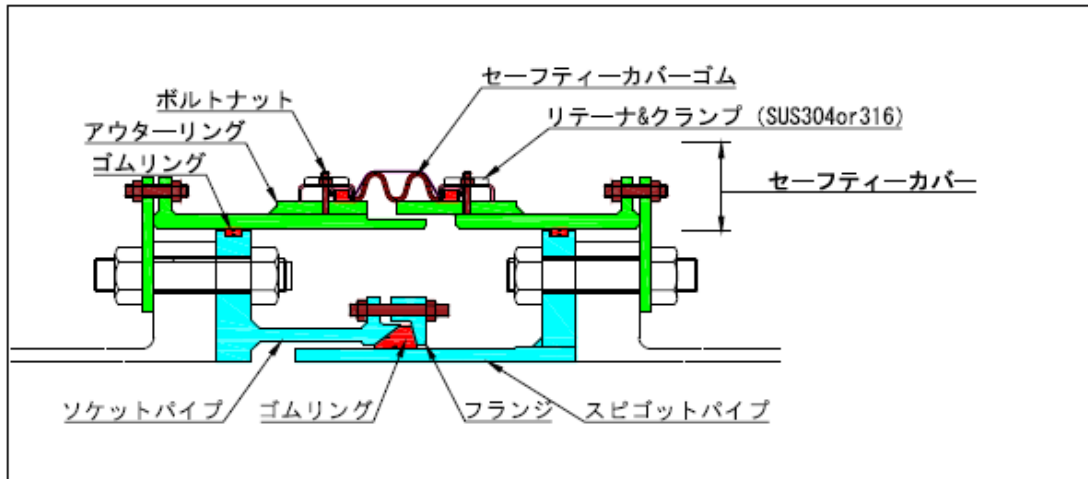 セーフティーカバーゴム
ボルトナット
リテーナ&クランプ (SUS304or316)
アウターリング
ゴムリング
セーフティーカバー
ソケットパイプ
ゴムリング
フランジ
スピゴットパイプ